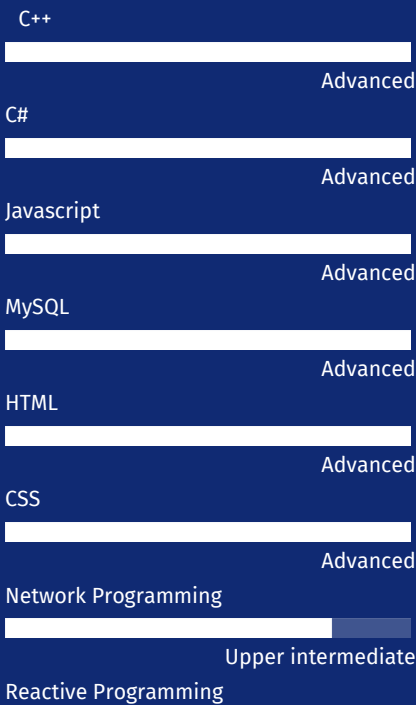 C++
Advanced
C#
Advanced
Javascript
Advanced
MySQL
Advanced
HTML
Advanced
CSS
Advanced
Network Programming
Upper intermediate
Reactive Programming